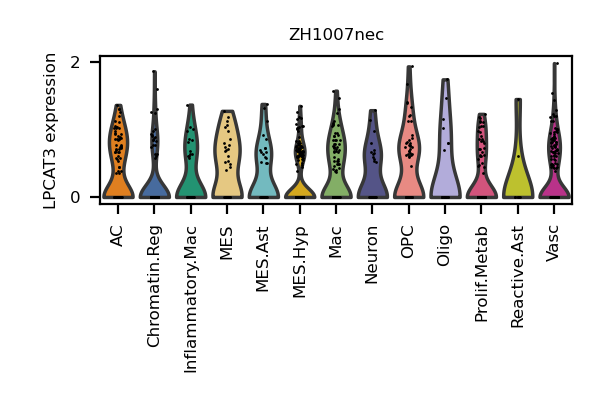 ZH1007nec
LPCAT3 expression
2
0
AC
Chromatin.Reg
Inflammatory.Mac
MES
MES.Ast
MES.Hyp
Mac
Neuron
OPC
Oligo
Prolif.Metab
Reactive.Ast
Vasc